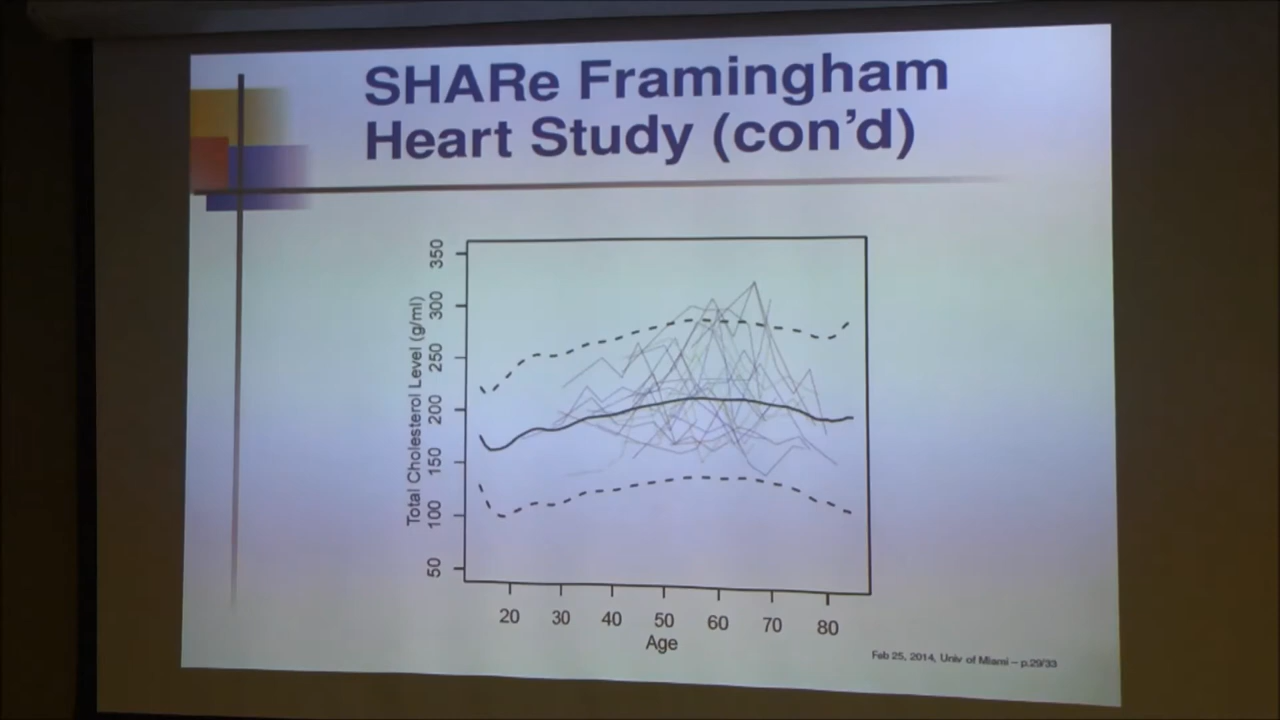 SHARe Framingham
Heart Study (con'd)
Total Cholesterol Level (g/ml)
350
300
250
200
150
100
50
20 30 40 50 60 70 80
Age
Feb 25, 2014, Univ of Miami – p.29/33